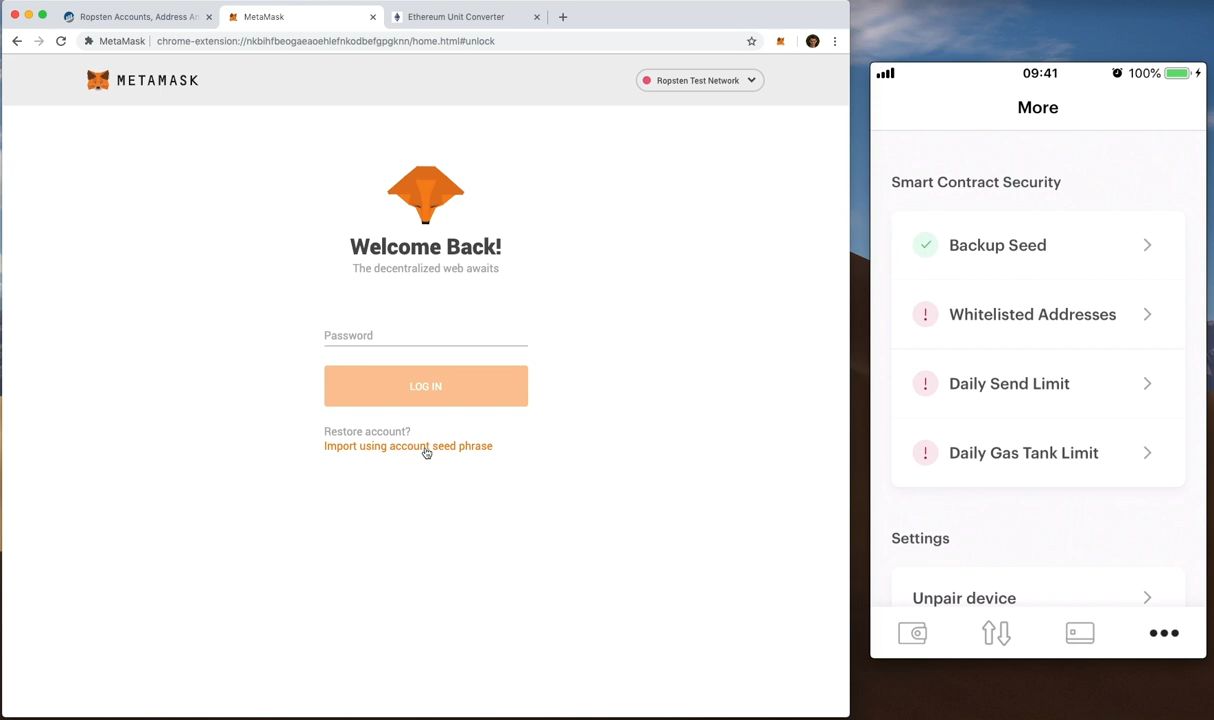 Ropsten Accounts, Address A
MetaMask
Ethereum Unit Converter
MetaMask
chrome-extension://nkbihfbeogaeaoehlefnkodbefgpgknn/home.html#unlock
METAMASK
Ropsten Test Network
Welcome Back!
The decentralized web awaits
Password
LOG IN
Restore account?
Import using account seed phrase
09:41
100%
More
Smart Contract Security
Backup Seed
Whitelisted Addresses
Daily Send Limit
Daily Gas Tank Limit
Settings
Unpair device